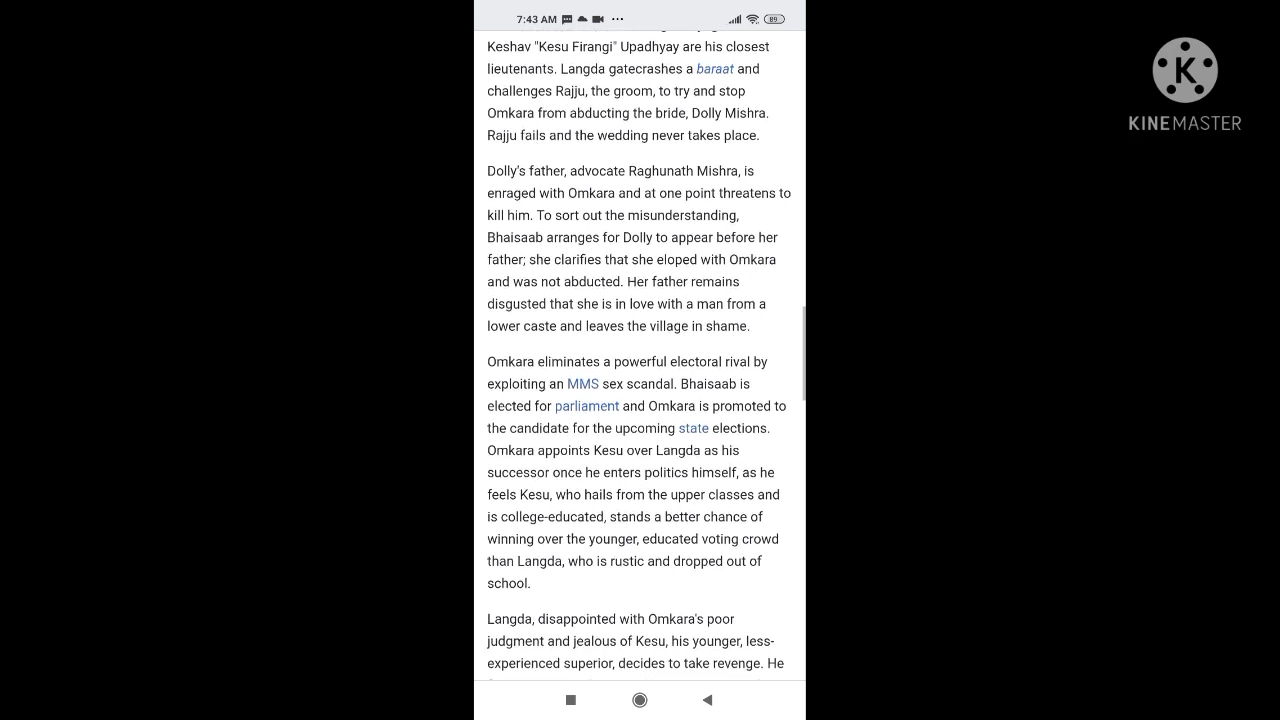 7:43 AM
89
Keshav "Kesu Firangi" Upadhyay are his closest
lieutenants. Langda gatecrashes a baraat and
challenges Rajju, the groom, to try and stop
Omkara from abducting the bride, Dolly Mishra.
Rajju fails and the wedding never takes place.
Dolly's father, advocate Raghunath Mishra, is
enraged with Omkara and at one point threatens to
kill him. To sort out the misunderstanding,
Bhaisaab arranges for Dolly to appear before her
father; she clarifies that she eloped with Omkara
and was not abducted. Her father remains
disgusted that she is in love with a man from a
lower caste and leaves the village in shame.
Omkara eliminates a powerful electoral rival by
exploiting an MMS sex scandal. Bhaisaab is
elected for parliament and Omkara is promoted to
the candidate for the upcoming state elections.
Omkara appoints Kesu over Langda as his
successor once he enters politics himself, as he
feels Kesu, who hails from the upper classes and
is college-educated, stands a better chance of
winning over the younger, educated voting crowd
than Langda, who is rustic and dropped out of
school.
Langda, disappointed with Omkara's poor
judgment and jealous of Kesu, his younger, less-
experienced superior, decides to take revenge. He
K
KINEMASTER